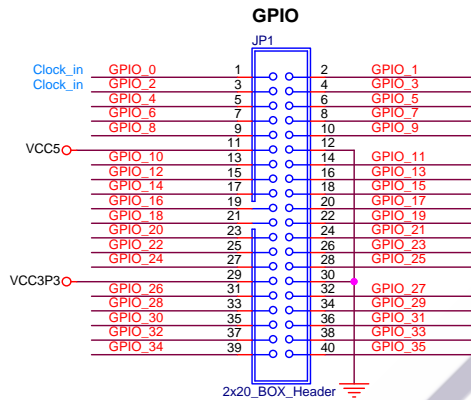 GPIO
JP1
Clock_in GPIO_0 1 2 GPIO_1
Clock_in GPIO_2 3 4 GPIO_3
GPIO_4 5 6 GPIO_5
GPIO_6 7 8 GPIO_7
GPIO_8 9 10 GPIO_9
VCC5 11 12
GPIO_10 13 14 GPIO_11
GPIO_12 15 16 GPIO_13
GPIO_14 17 18 GPIO_15
GPIO_16 19 20 GPIO_17
GPIO_18 21 22 GPIO_19
GPIO_20 23 24 GPIO_21
GPIO_22 25 26 GPIO_23
GPIO_24 27 28 GPIO_25
VCC3P3 29 30
GPIO_26 31 32 GPIO_27
GPIO_28 33 34 GPIO_29
GPIO_30 35 36 GPIO_31
GPIO_32 37 38 GPIO_33
GPIO_34 39 40 GPIO_35
2x20_BOX_Header